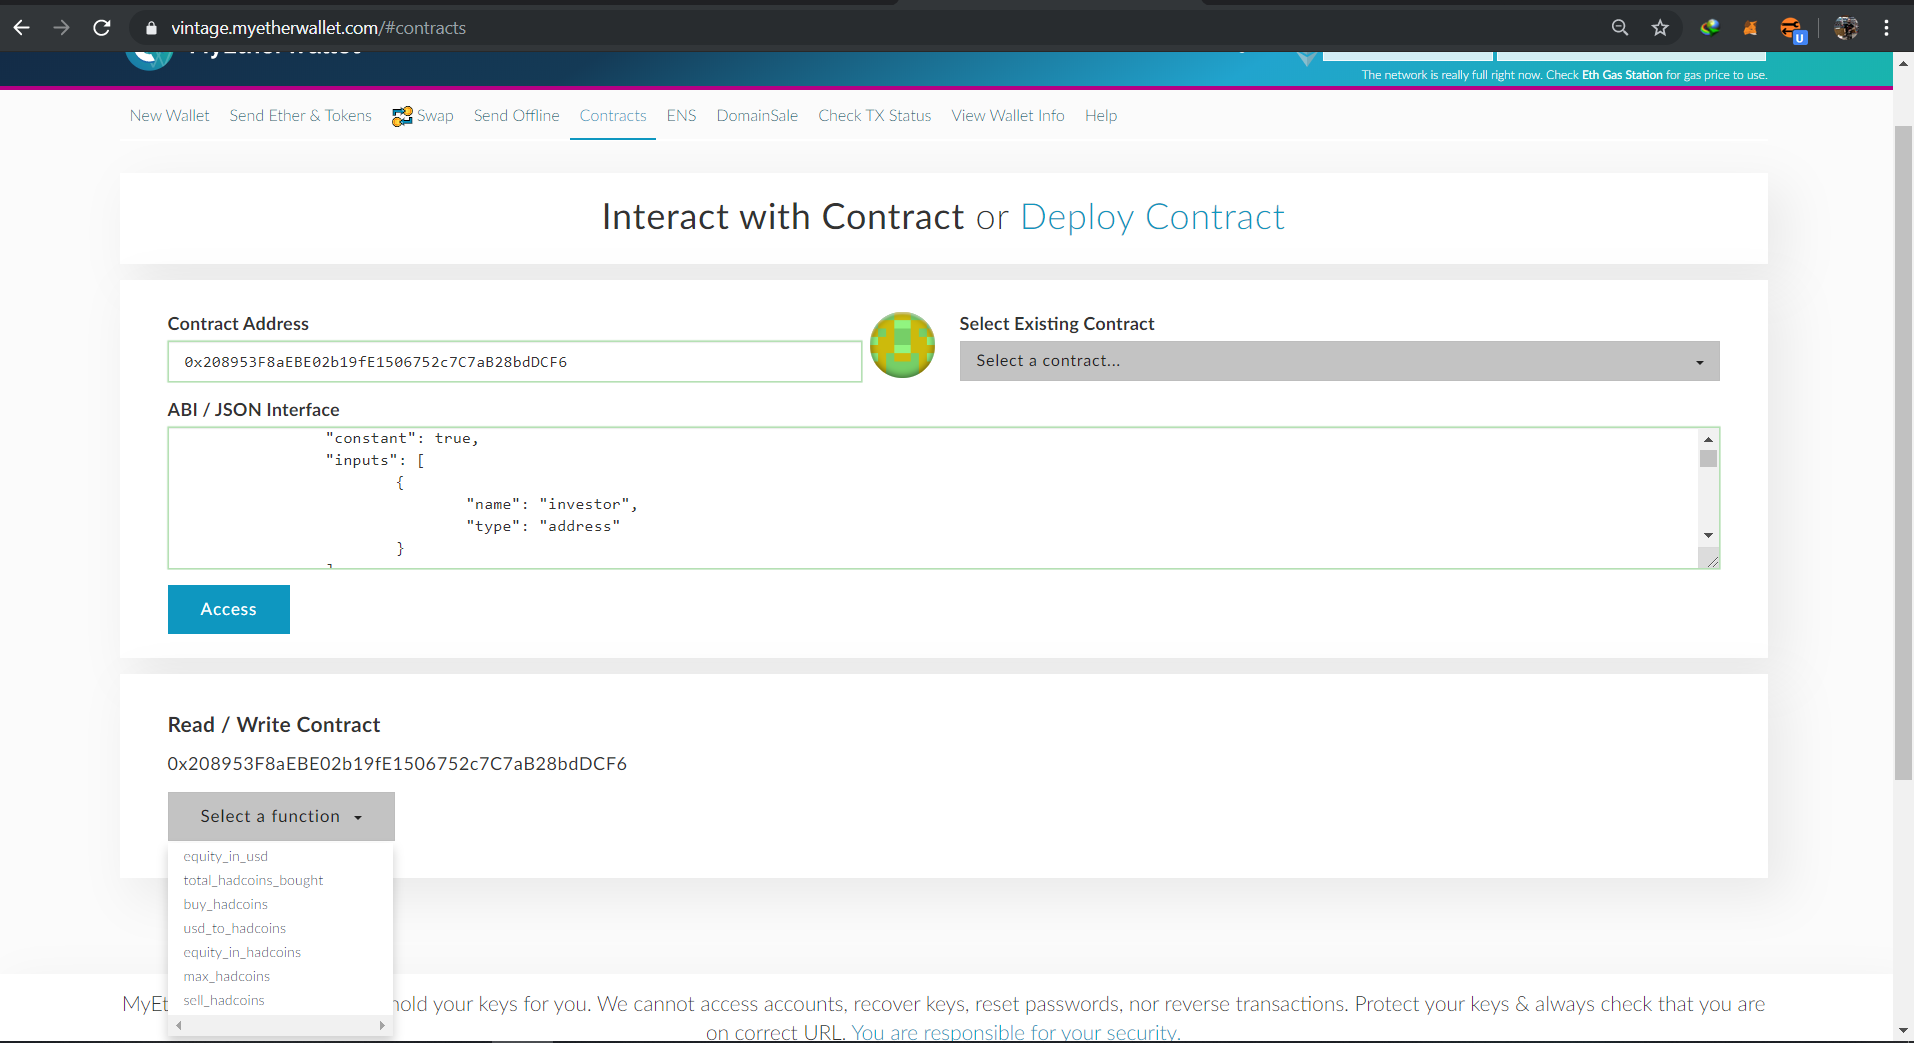 vintage.myetherwallet.com/#contracts
U
The network is really full right now. Check Eth Gas Station for gas price to use.
New Wallet Send Ether & Tokens Swap Send Offline Contracts ENS DomainSale Check TX Status View Wallet Info Help
Interact with Contract or Deploy Contract
Contract Address
Select Existing Contract
0x208953F8aEBE02b19fE1506752c7C7aB28bdDCF6
Select a contract...
ABI / JSON Interface
"constant": true,
"inputs": [
{
"name": "investor",
"type": "address"
}
Access
Read / Write Contract
0x208953F8aEBE02b19fE1506752c7C7aB28bdDCF6
Select a function
equity_in_usd
total_hadcoins_bought
buy_hadcoins
usd_to_hadcoins
equity_in_hadcoins
max_hadcoins
sell_hadcoins
MyEt hold your keys for you. We cannot access accounts, recover keys, reset passwords, nor reverse transactions. Protect your keys & always check that you are
on correct URL. You are responsible for your security.